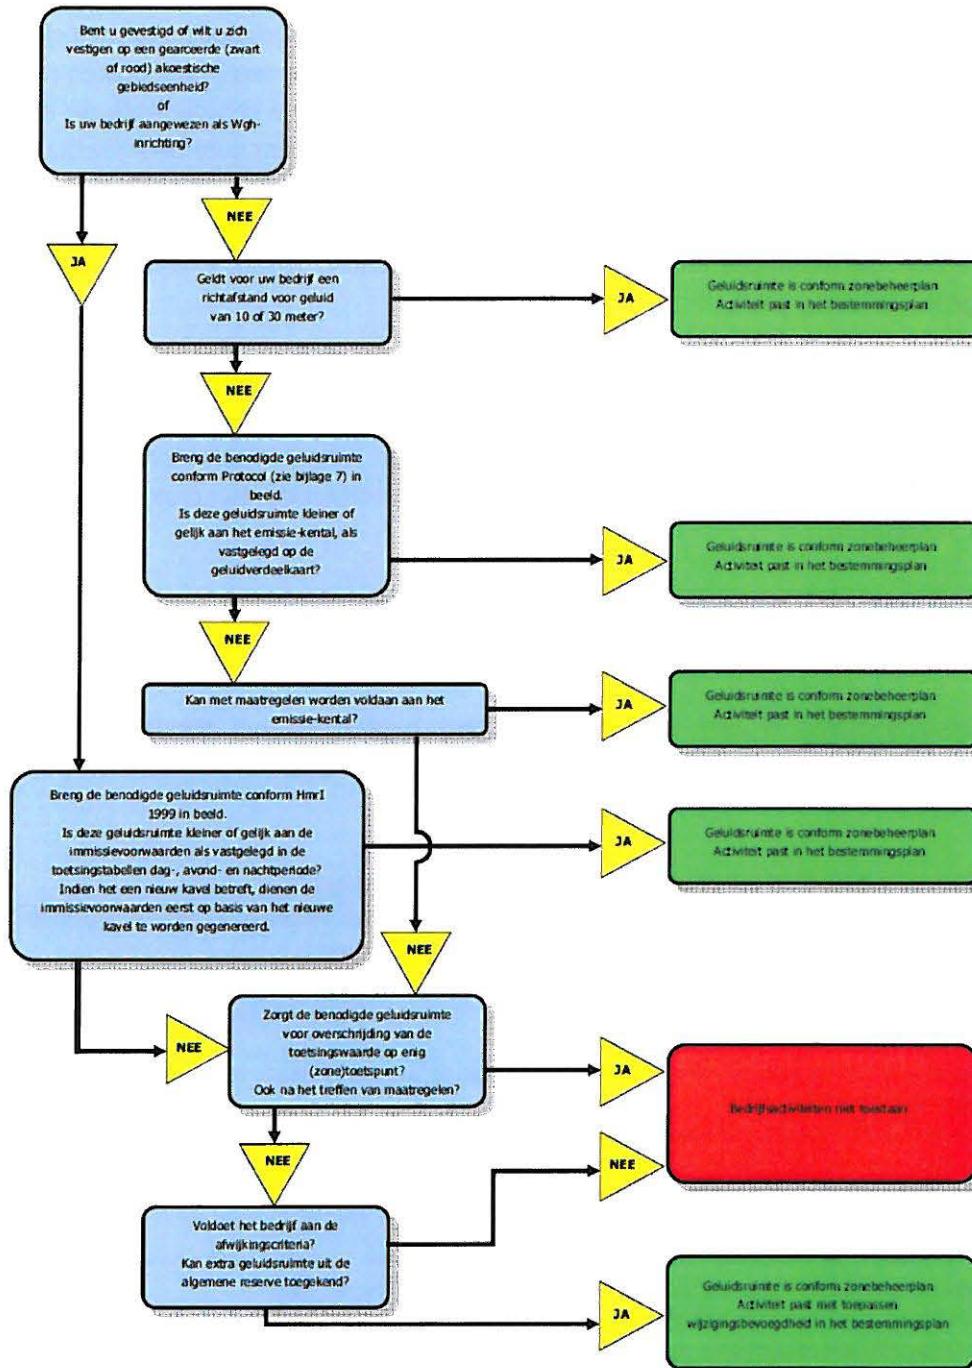 Bent u gevestigd of wilt u zich
vestigen op een gearceerde (zwart
of rood) akoestische
gebiedseenheid?
of
Is uw bedrijf aangewezen als Wgh-
inrichting?
NEE
JA
Geldt voor uw bedrijf een
richtafstand voor geluid
van 10 of 30 meter?
JA
Geluidsruimte is conform zonebeheerplan
Activiteit past in het bestemmingsplan
NEE
Breng de benodigde geluidsruimte
conform Protocol (zie bijlage 7) in
beeld.
Is deze geluidsruimte kleiner of
gelijk aan het emissie-kental, als
vastgelegd op de
geluidverdeelkaart?
JA
Geluidsruimte is conform zonebeheerplan
Activiteit past in het bestemmingsplan
NEE
Kan met maatregelen worden voldaan aan het
emissie-kental?
JA
Geluidsruimte is conform zonebeheerplan
Activiteit past in het bestemmingsplan
Breng de benodigde geluidsruimte conform HmrI
1999 in beeld.
Is deze geluidsruimte kleiner of gelijk aan de
immissievoorwaarden als vastgelegd in de
toetsingstabellen dag-, avond- en nachtperiode?
Indien het een nieuw kavel betreft, dienen de
immissievoorwaarden eerst op basis van het nieuwe
kavel te worden gegenereerd.
JA
Geluidsruimte is conform zonebeheerplan
Activiteit past in het bestemmingsplan
NEE
NEE
Zorgt de benodigde geluidsruimte
voor overschrijding van de
toetsingswaarde op enig
(zone)toetspunt?
Ook na het treffen van maatregelen?
JA
Bedrijfsactiviteiten niet toestaan
NEE
NEE
Voldoet het bedrijf aan de
afwijkingscriteria?
Kan extra geluidsruimte uit de
algemene reserve toegekend?
JA
Geluidsruimte is conform zonebeheerplan
Activiteit past met toepassen
wijzigingsbevoegdheid in het bestemmingsplan